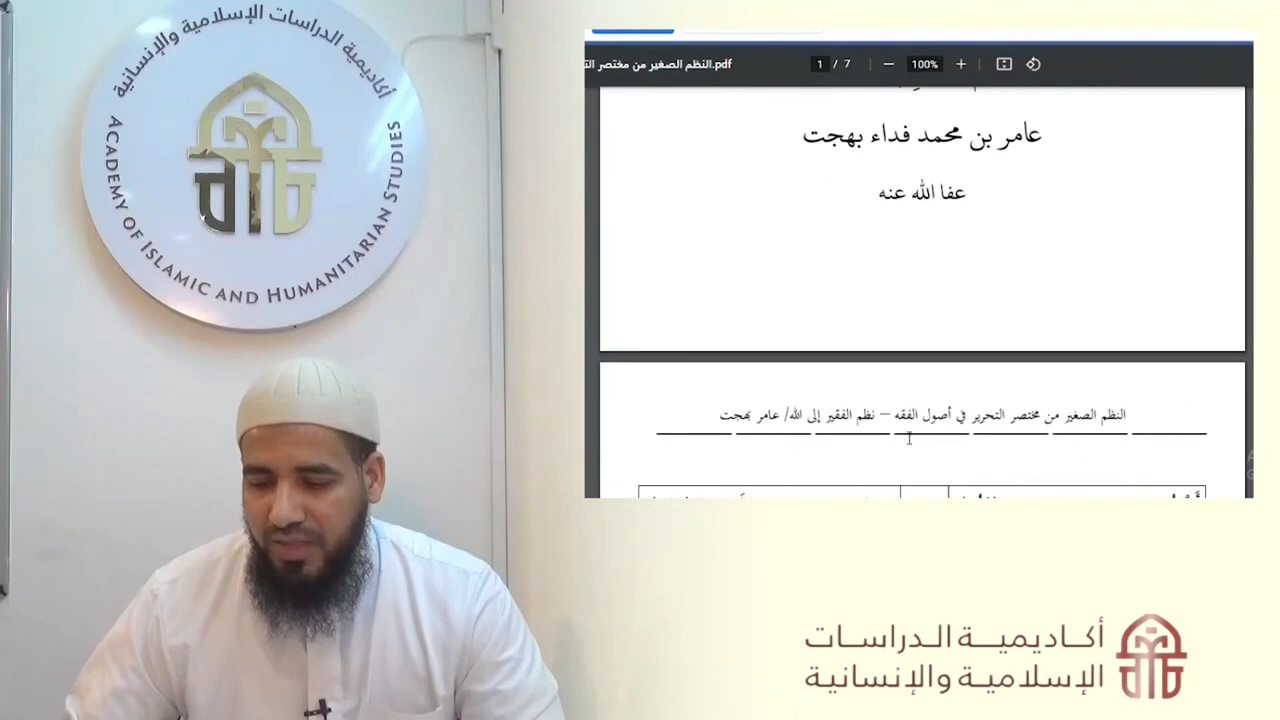 أكاديمية الدراسات الإسلامية والإنسانية
ACADEMY OF ISLAMIC AND HUMANITARIAN STUDIES
النظم الصغير من مختصر الت.pdf
1 / 7
100%
عامر بن محمد فداء بهجت
عفا الله عنه
النظم الصغير من مختصر التحرير في أصول الفقه – نظم الفقير إلى الله/ عامر بهجت
أكاديمية الدراسات
الإسلامية والإنسانية